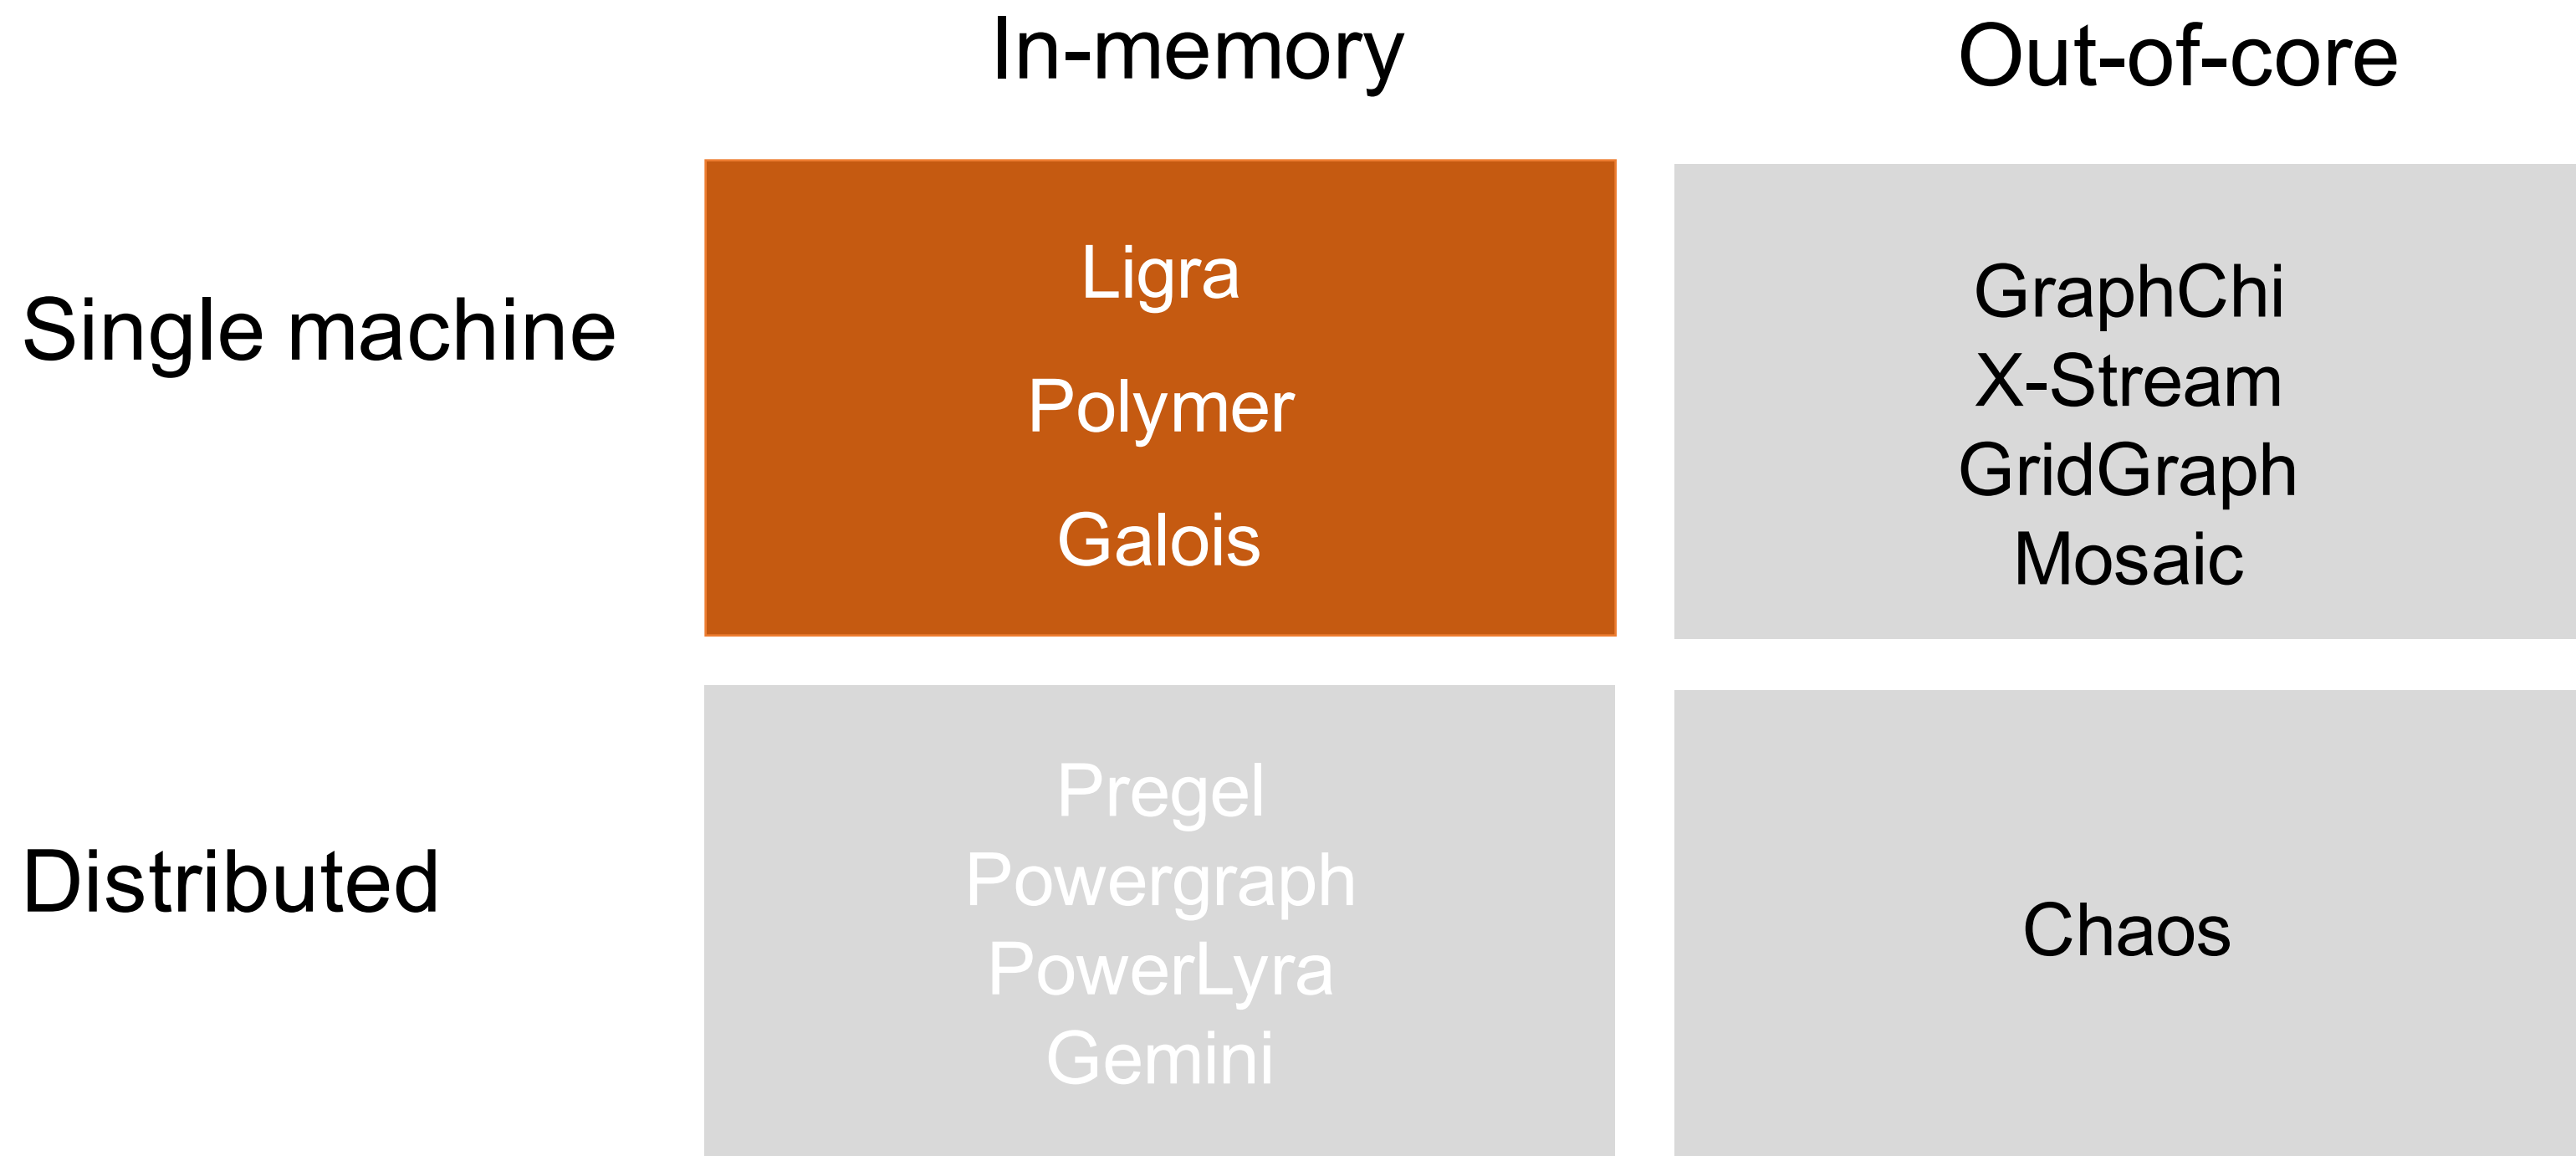 In-memory
Out-of-core
Single machine
Ligra
Polymer
Galois
GraphChi
X-Stream
GridGraph
Mosaic
Distributed
Pregel
Powergraph
PowerLyra
Gemini
Chaos